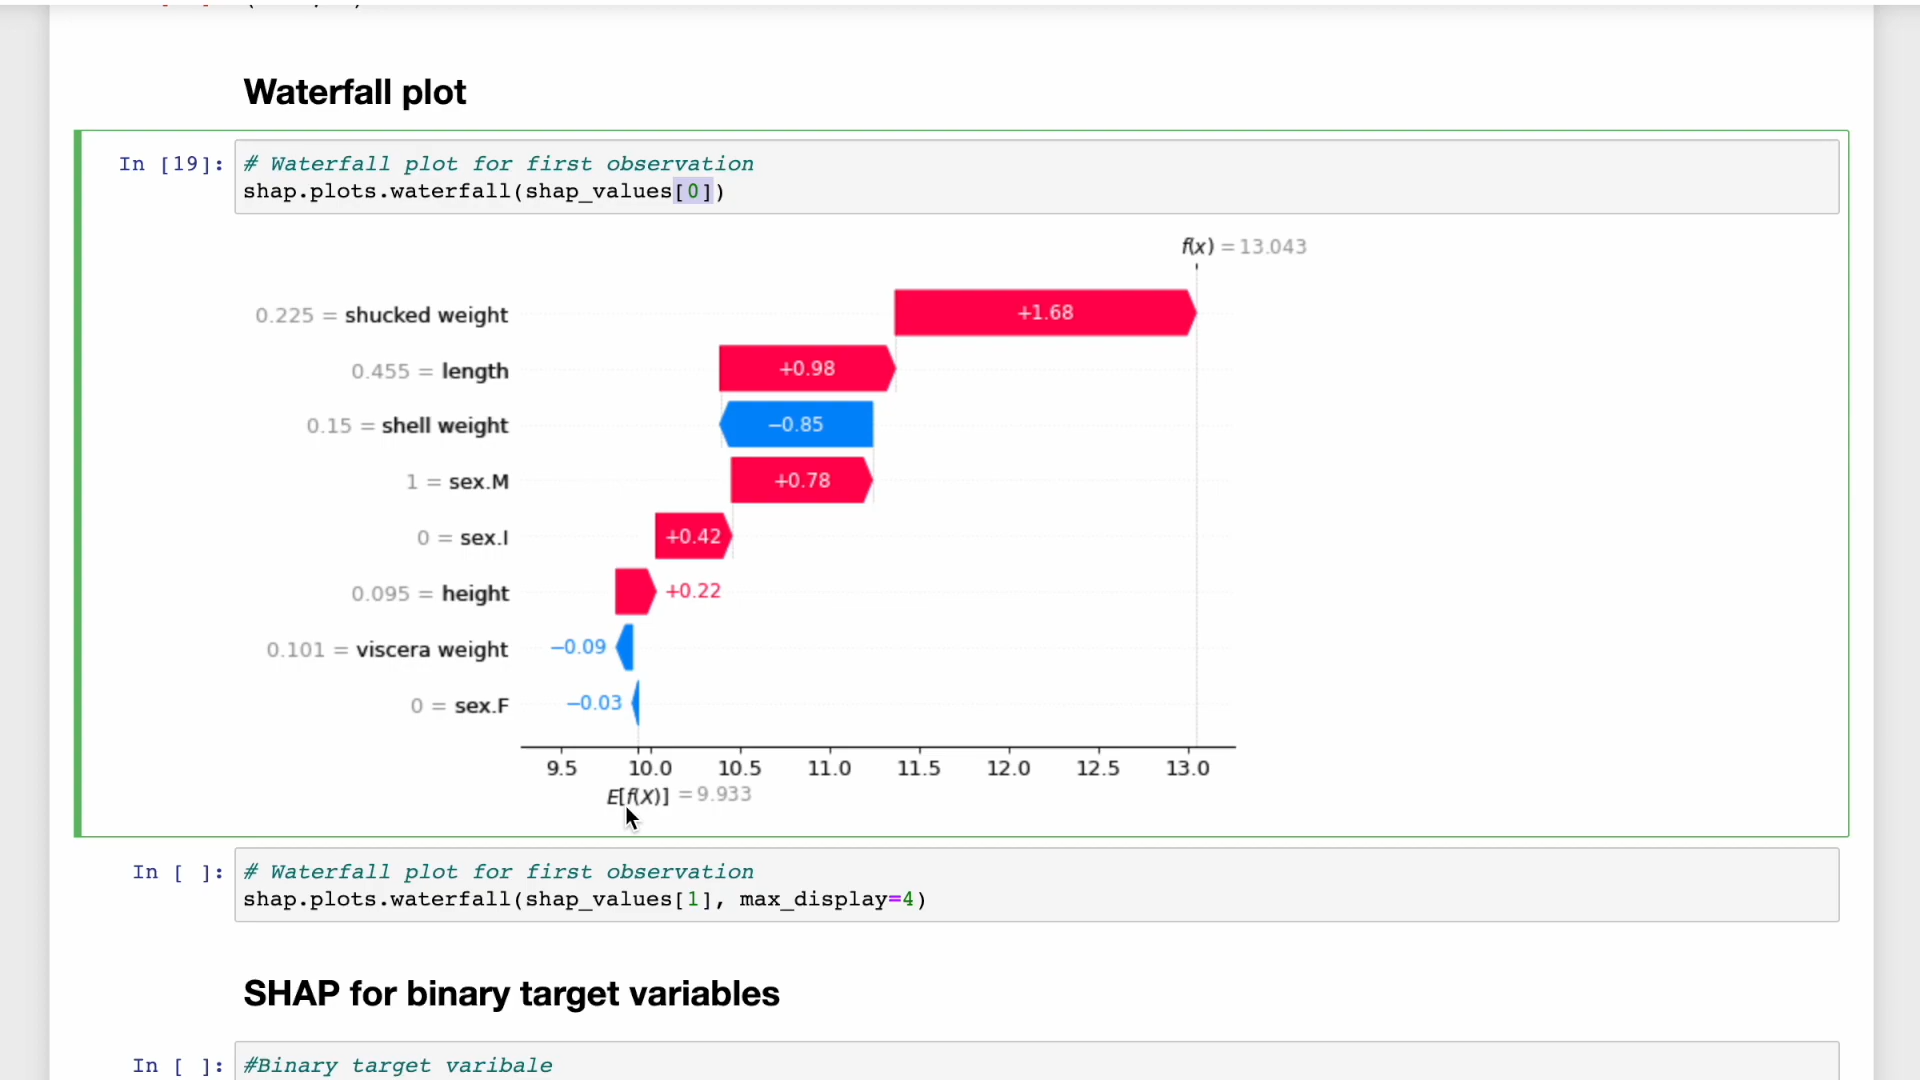 Waterfall plot
In [19]:
# Waterfall plot for first observation
shap.plots.waterfall(shap_values[0])
f(x) = 13.043
0.225 = shucked weight
+1.68
0.455 = length
+0.98
0.15 = shell weight
−0.85
1 = sex.M
+0.78
0 = sex.I
+0.42
0.095 = height
+0.22
0.101 = viscera weight
−0.09
0 = sex.F
−0.03
9.5 10.0 10.5 11.0 11.5 12.0 12.5 13.0
E[f(X)] = 9.933
In [ ]:
# Waterfall plot for first observation
shap.plots.waterfall(shap_values[1], max_display=4)
SHAP for binary target variables
In [ ]:
#Binary target varibale